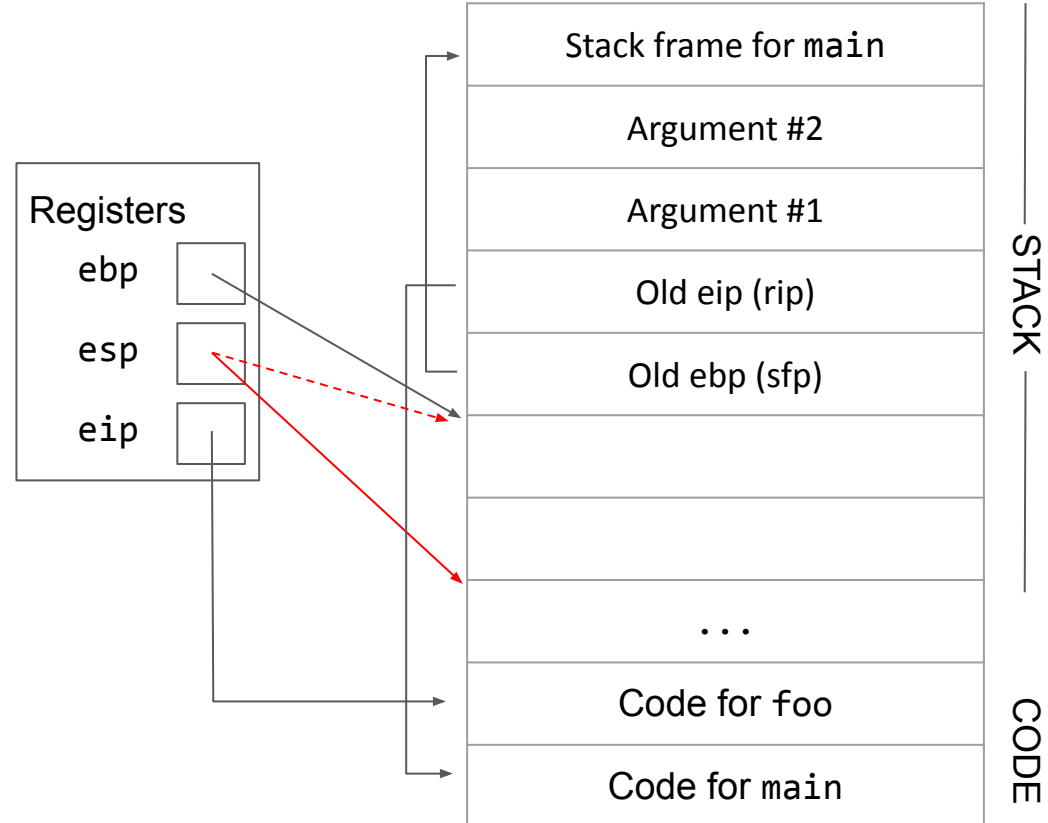 Stack frame for main
Argument #2
Argument #1
Old eip (rip)
Old ebp (sfp)
...
Code for foo
Code for main
Registers
ebp
esp
eip
STACK
CODE